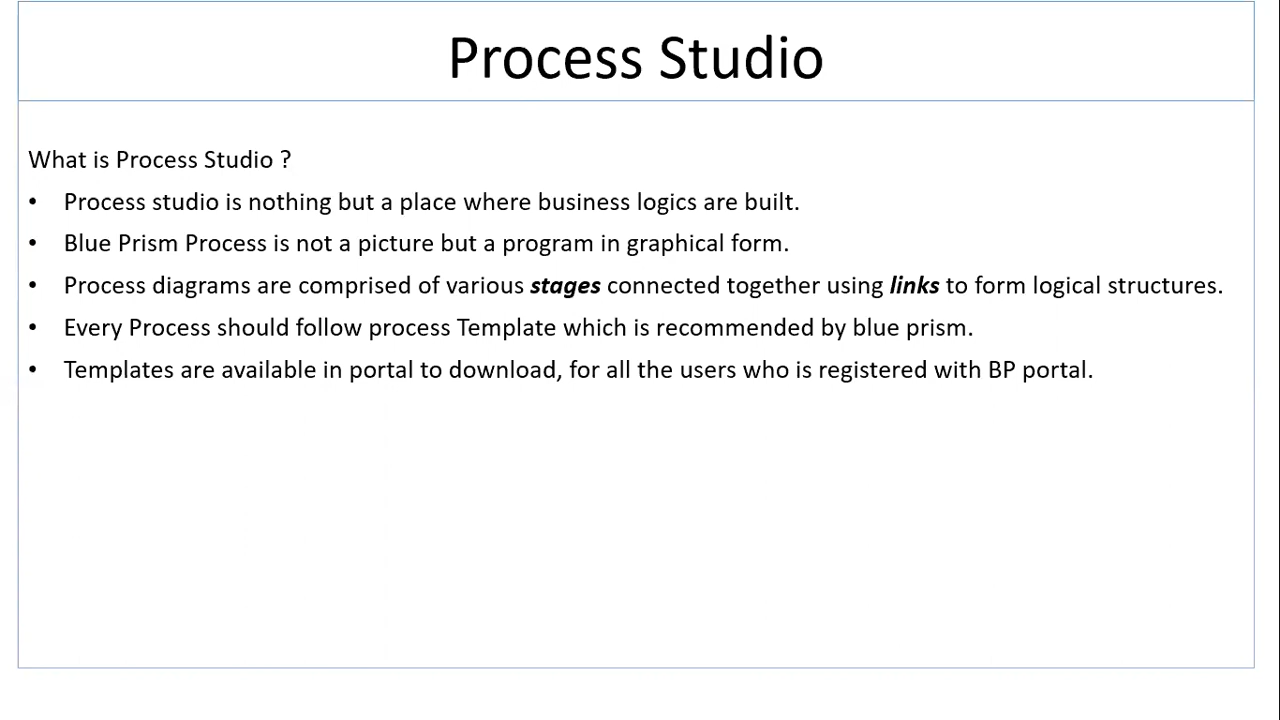 Process Studio
What is Process Studio ?
• Process studio is nothing but a place where business logics are built.
• Blue Prism Process is not a picture but a program in graphical form.
• Process diagrams are comprised of various stages connected together using links to form logical structures.
• Every Process should follow process Template which is recommended by blue prism.
• Templates are available in portal to download, for all the users who is registered with BP portal.